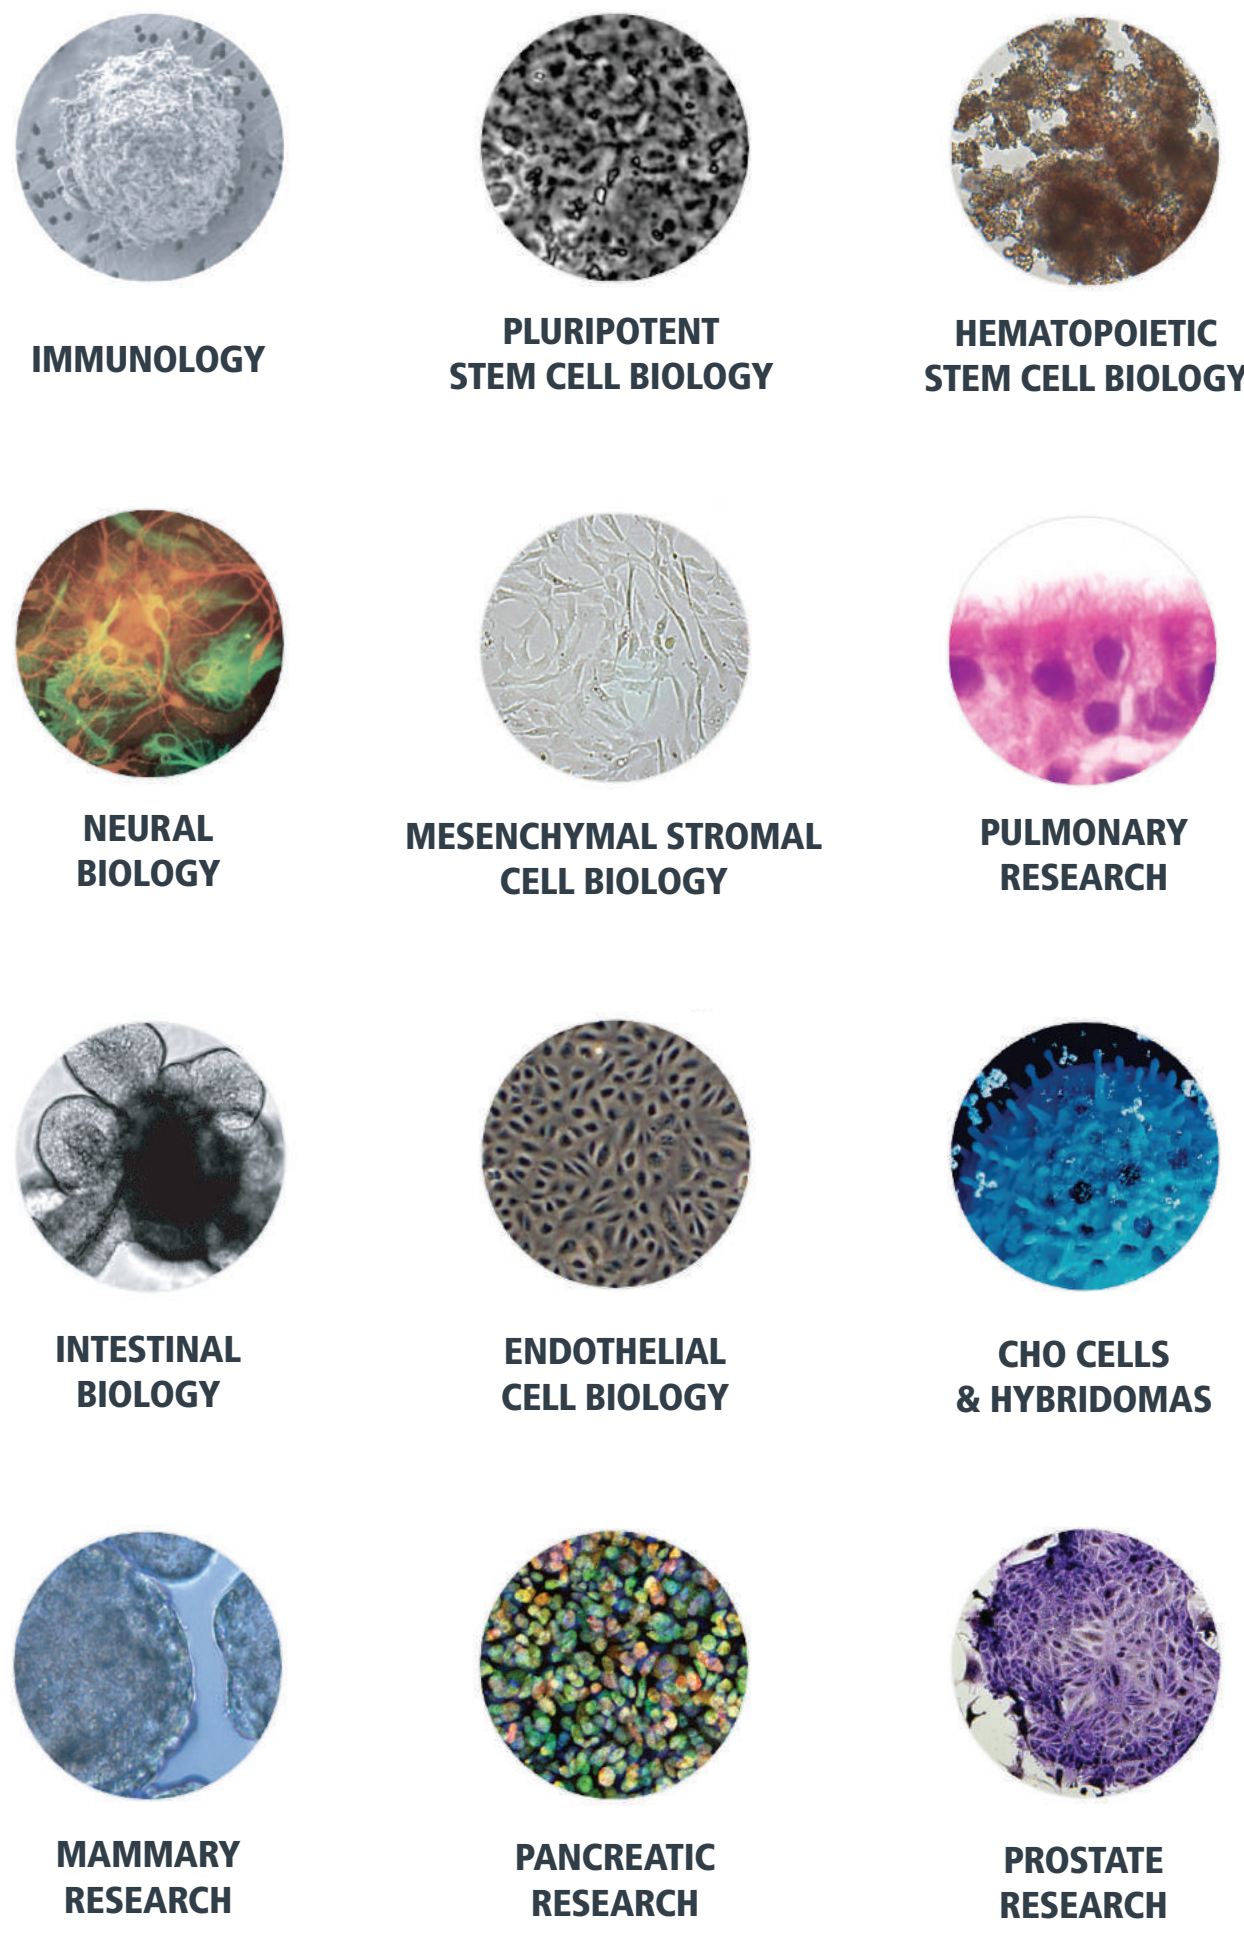 IMMUNOLOGY
PLURIPOTENT
STEM CELL BIOLOGY
HEMATOPOIETIC
STEM CELL BIOLOGY
NEURAL
BIOLOGY
MESENCHYMAL STROMAL
CELL BIOLOGY
PULMONARY
RESEARCH
INTESTINAL
BIOLOGY
ENDOTHELIAL
CELL BIOLOGY
CHO CELLS
& HYBRIDOMAS
MAMMARY
RESEARCH
PANCREATIC
RESEARCH
PROSTATE
RESEARCH